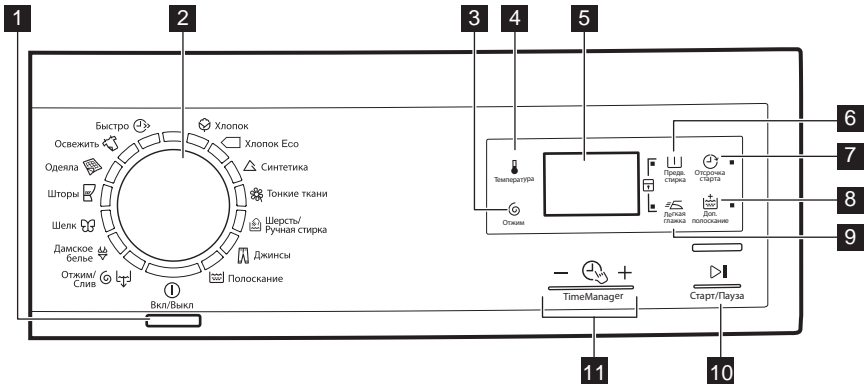 1
2
3
4
5
6
7
8
9
10
11
Быстро
Освежить
Одеяла
Шторы
Шелк
Дамское
белье
Отжим/
Слив
Вкл/Выкл
Хлопок
Хлопок Eco
Синтетика
Тонкие ткани
Шерсть/
Ручная стирка
Джинсы
Полоскание
Температура
Отжим
Предв.
стирка
Отсрочка
старта
Легкая
глажка
Доп.
полоскание
TimeManager
Старт/Пауза